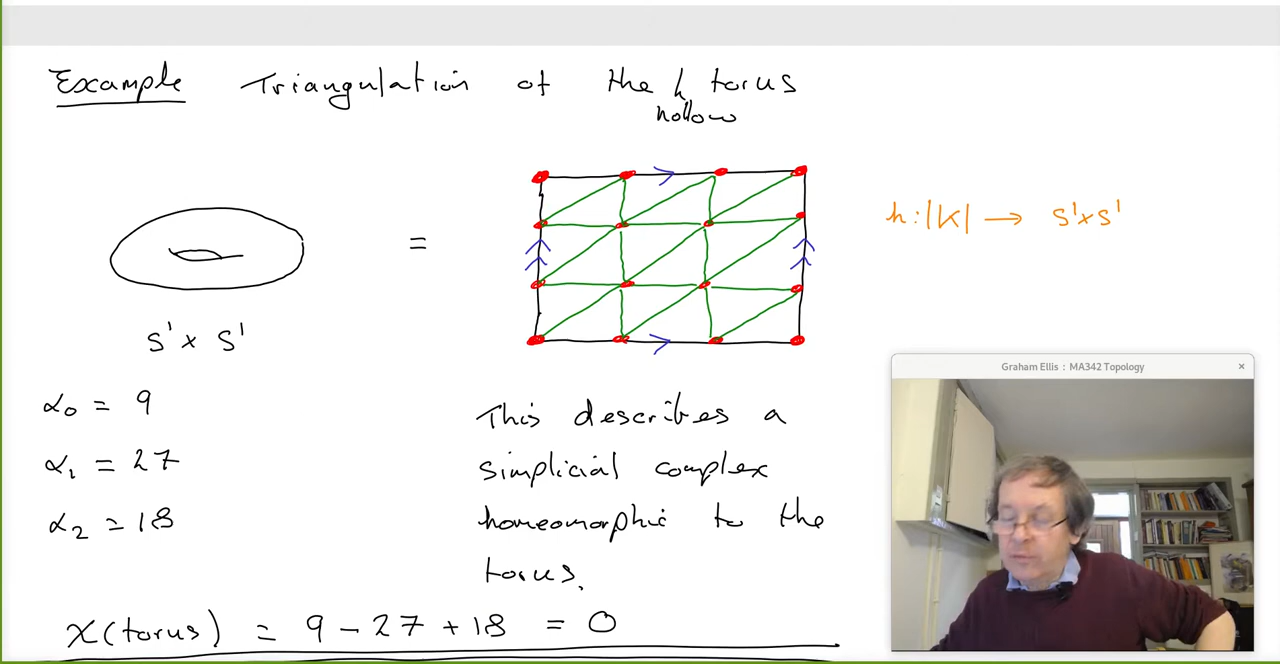 Example Triangulation of the torus
hollow
h:|K| → S¹×S¹
=
S¹ × S¹
α₀ = 9
α₁ = 27
α₂ = 18
This describes a
simplicial complex
homeomorphic to the
torus.
χ(torus) = 9 − 27 + 18 = 0
Graham Ellis : MA342 Topology
×